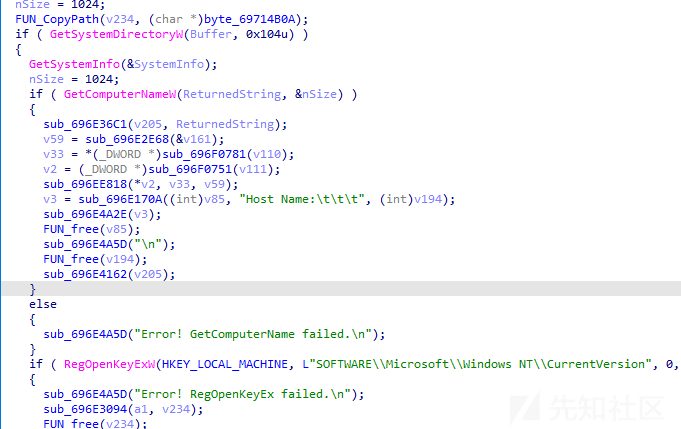 nSize = 1024;
FUN_CopyPath(v234, (char *)byte_69714B0A);
if ( GetSystemDirectoryW(Buffer, 0x104u) )
{
GetSystemInfo(&SystemInfo);
nSize = 1024;
if ( GetComputerNameW(ReturnedString, &nSize) )
{
sub_696E36C1(v205, ReturnedString);
v59 = sub_696E2E68(&v161);
v33 = *(_DWORD *)sub_696F0781(v110);
v2 = (_DWORD *)sub_696F0751(v111);
sub_696EE818(*v2, v33, v59);
v3 = sub_696E170A((int)v85, "Host Name:\t\t\t", (int)v194);
sub_696E4A2E(v3);
FUN_free(v85);
sub_696E4A5D("\n");
FUN_free(v194);
sub_696E4162(v205);
}
else
{
sub_696E4A5D("Error! GetComputerName failed.\n");
}
if ( RegOpenKeyExW(HKEY_LOCAL_MACHINE, L"SOFTWARE\\Microsoft\\Windows NT\\CurrentVersion", 0,
{
sub_696E4A5D("Error! RegOpenKeyEx failed.\n");
sub_696E3094(a1, v234);
FUN_free(v234);
先知社区